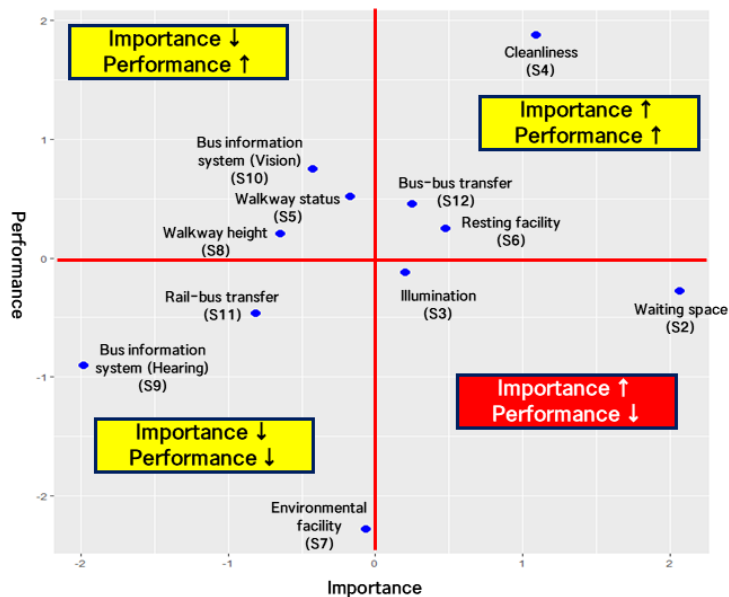 2
Importance ↓
Performance ↑
Cleanliness
(S4)
Importance ↑
Performance ↑
1
Bus information
system (Vision)
(S10)
Bus-bus transfer
(S12)
Walkway status
(S5)
Resting facility
(S6)
Walkway height
(S8)
Performance
0
Rail-bus transfer
(S11)
Illumination
(S3)
Waiting space
(S2)
Bus information
system (Hearing)
(S9)
-1
Importance ↑
Performance ↓
Importance ↓
Performance ↓
-2
Environmental
facility
(S7)
-2
-1
0
1
2
Importance